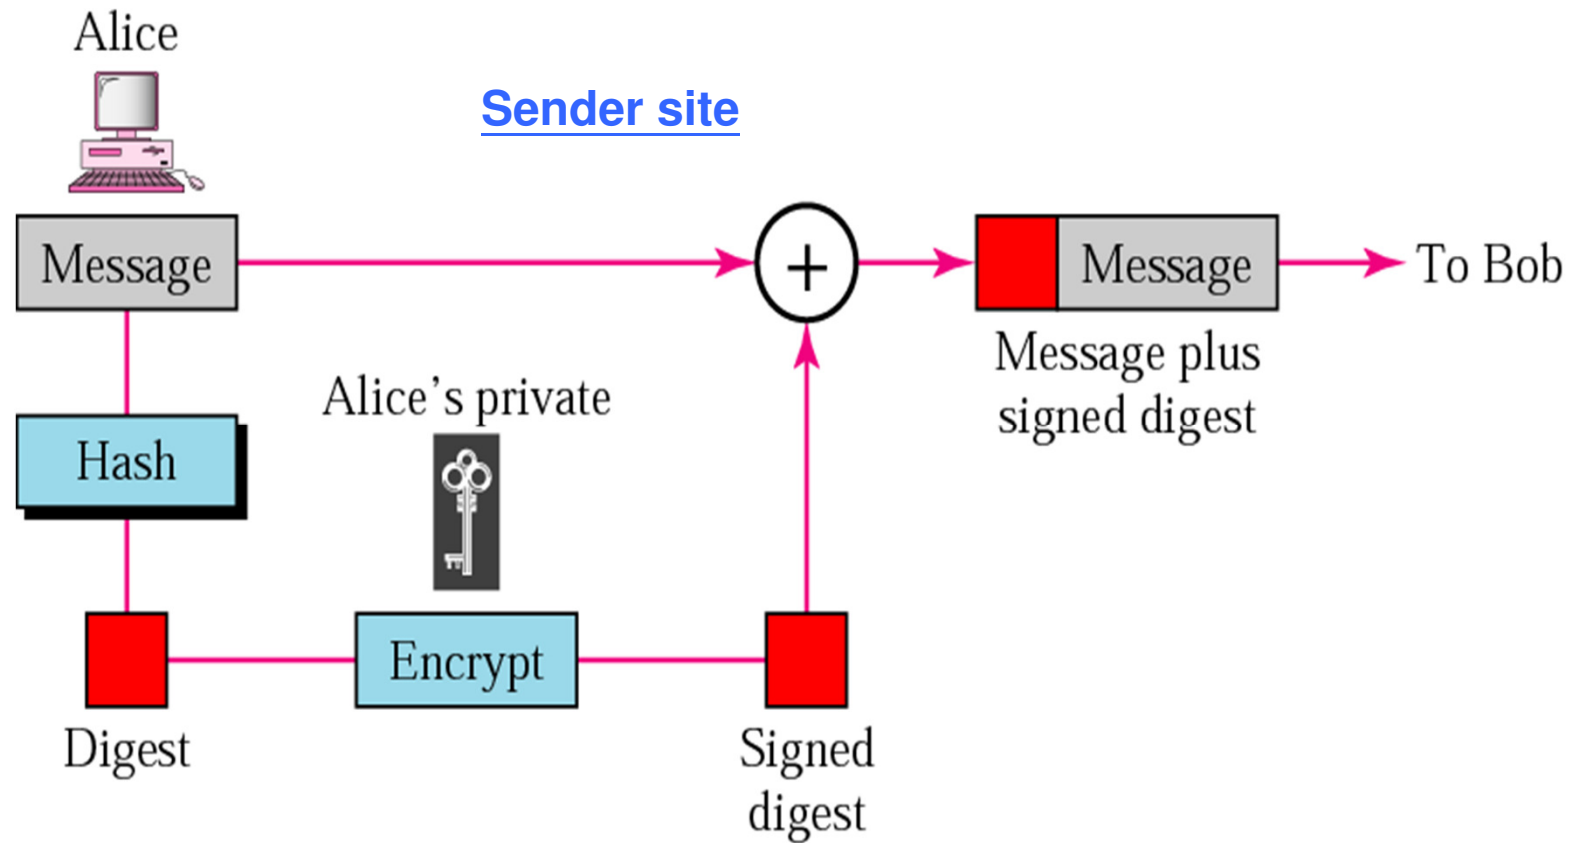 Alice
Sender site
Message
+
Message
To Bob
Message plus
signed digest
Alice’s private
Hash
Encrypt
Digest
Signed
digest